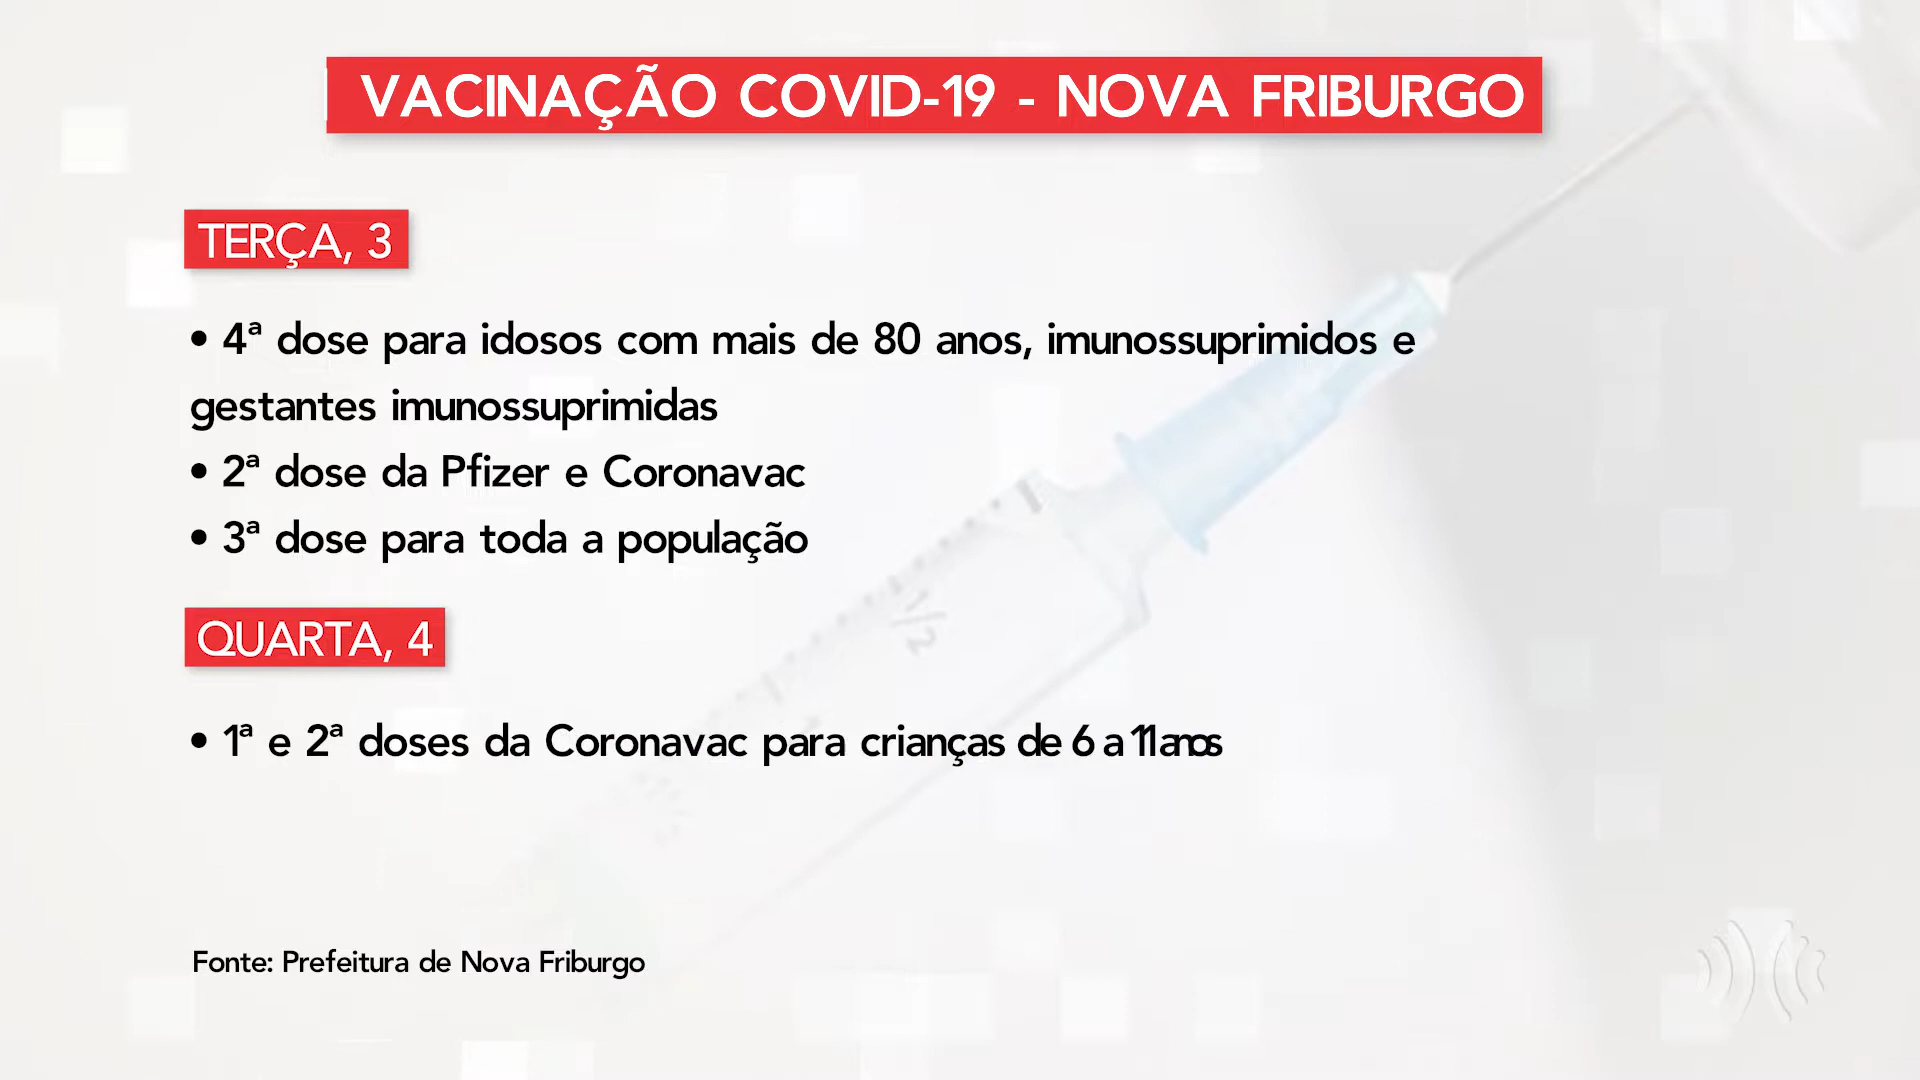 VACINAÇÃO COVID-19 - NOVA FRIBURGO
TERÇA, 3
• 4ª dose para idosos com mais de 80 anos, imunossuprimidos e
gestantes imunossuprimidas
• 2ª dose da Pfizer e Coronavac
• 3ª dose para toda a população
1/2
QUARTA, 4
• 1ª e 2ª doses da Coronavac para crianças de 6 a 11 anos
Fonte: Prefeitura de Nova Friburgo